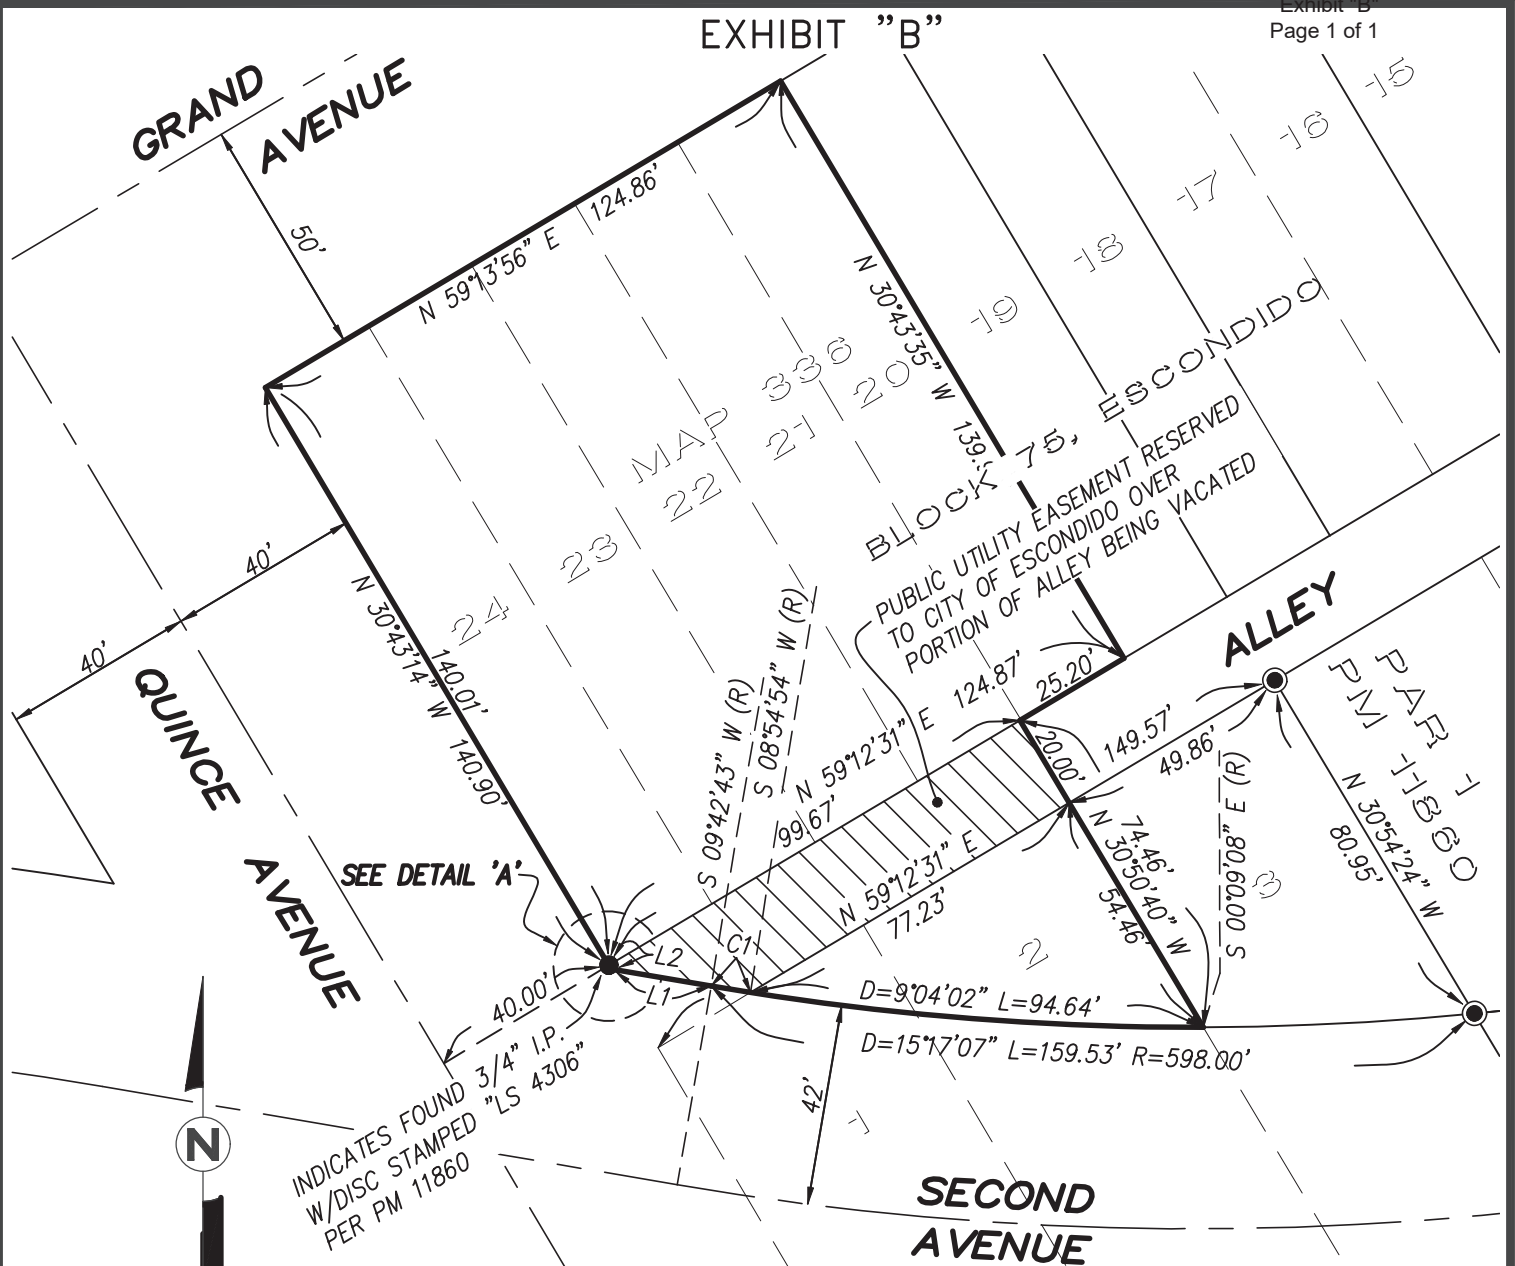 Exhibit "B"
Page 1 of 1
EXHIBIT "B"
GRAND
AVENUE
50'
N 59°13'56" E
124.86'
N 30°43'35" W
15
16
17
18
19
20
21
22
23
24
MAP 336
BLOCK 75, ESCONDIDO
PUBLIC UTILITY EASEMENT RESERVED
TO CITY OF ESCONDIDO OVER
PORTION OF ALLEY BEING VACATED
40'
40'
N 30°43'14" W
140.01'
140.90'
QUINCE
AVENUE
S 09°42'43" W (R)
S 08°54'54" W (R)
N 59°12'31" E
124.87'
99.67'
25.20'
ALLEY
20.00'
149.57'
49.86'
N 59°12'31" E
77.23'
74.46'
N 30°50'40" W
54.46'
S 00°09'08" E (R)
PAR 1
PM 11860
N 30°54'24" W
80.95'
SEE DETAIL 'A'
L2
C1
L1
40.00'
INDICATES FOUND 3/4" I.P.
W/DISC STAMPED "LS 4306"
PER PM 11860
D=9°04'02" L=94.64'
D=15°17'07" L=159.53' R=598.00'
42'
1
2
3
SECOND
AVENUE
N